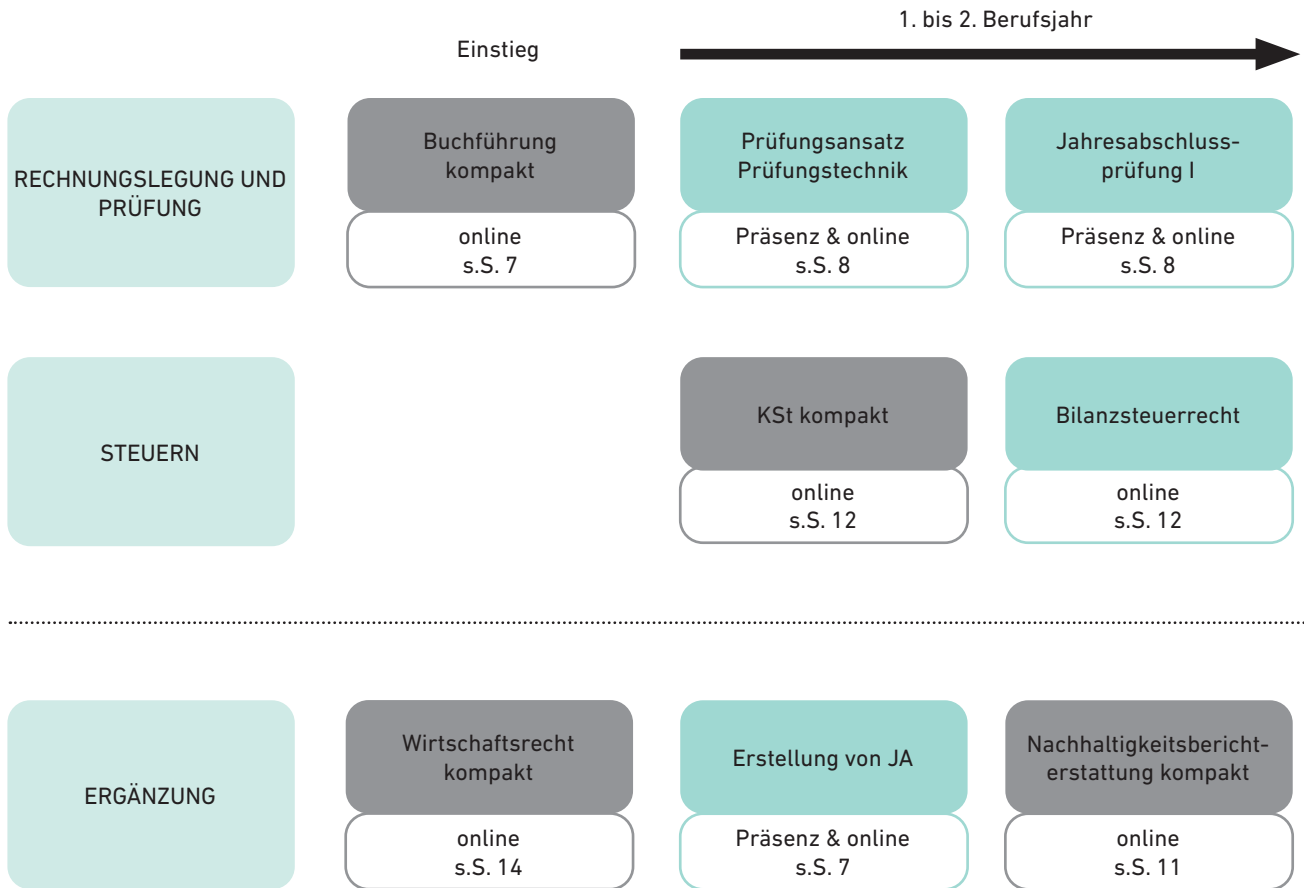 1. bis 2. Berufsjahr
Einstieg
RECHNUNGSLEGUNG UND
PRÜFUNG
Buchführung
kompakt
online
s.S. 7
Prüfungsansatz
Prüfungstechnik
Präsenz & online
s.S. 8
Jahresabschluss-
prüfung I
Präsenz & online
s.S. 8
STEUERN
KSt kompakt
online
s.S. 12
Bilanzsteuerrecht
online
s.S. 12
ERGÄNZUNG
Wirtschaftsrecht
kompakt
online
s.S. 14
Erstellung von JA
Präsenz & online
s.S. 7
Nachhaltigkeitsbericht-
erstattung kompakt
online
s.S. 11